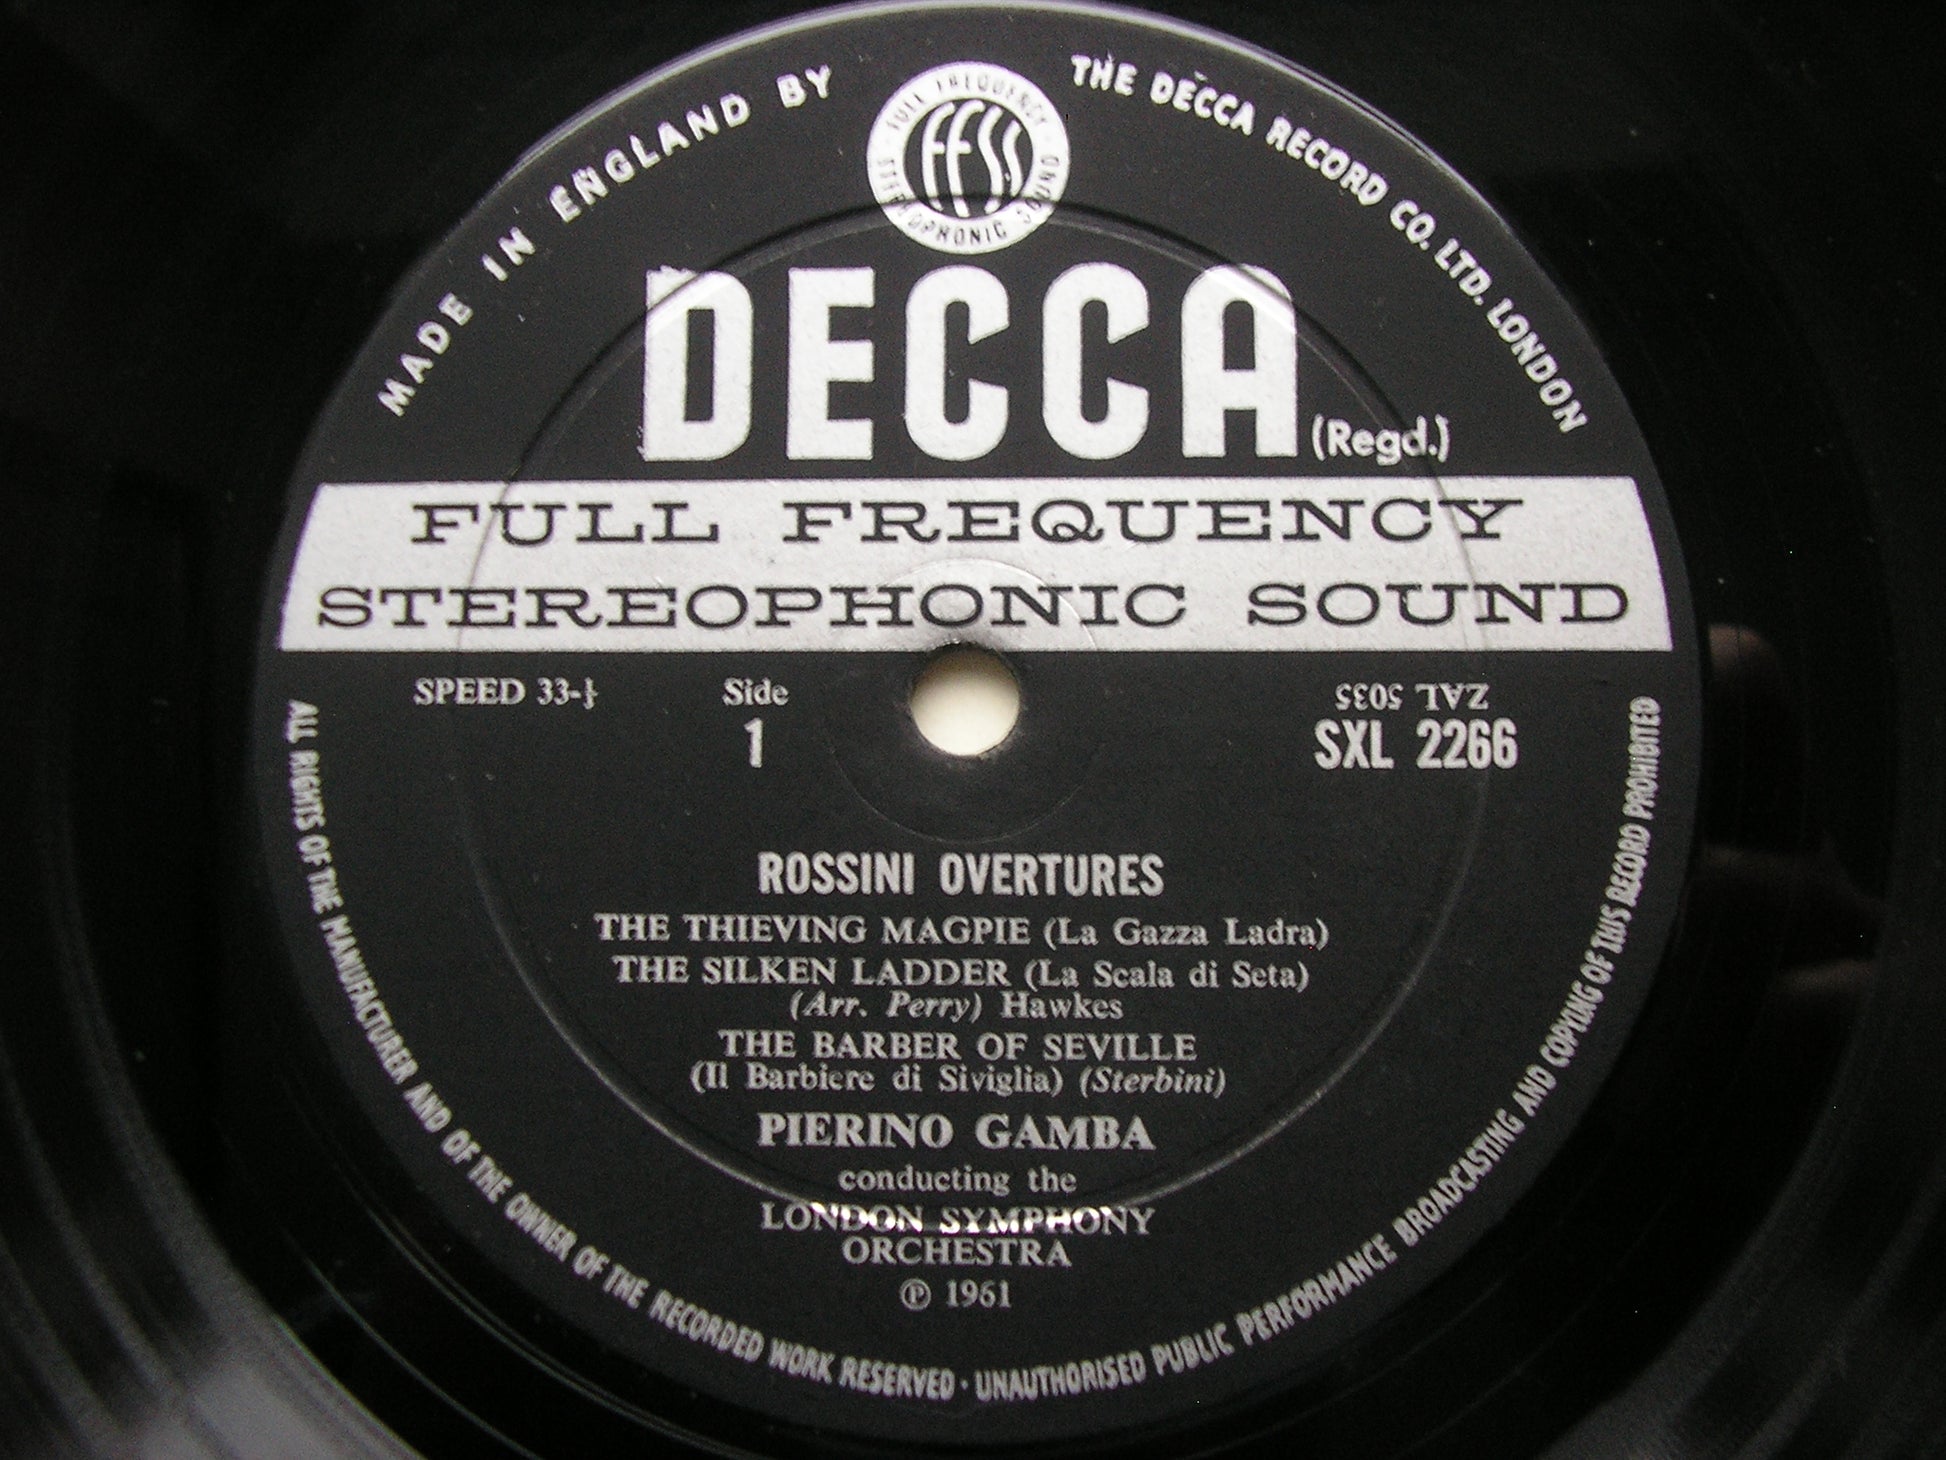 MADE IN ENGLAND BY
THE DECCA RECORD CO. LTD. LONDON
FULL FREQUENCY
FFSS
STEREOPHONIC SOUND
DECCA (Regd.)
FULL FREQUENCY
STEREOPHONIC SOUND
SPEED 33-⅓
Side
1
ZAL 5035
SXL 2266
ROSSINI OVERTURES
THE THIEVING MAGPIE (La Gazza Ladra)
THE SILKEN LADDER (La Scala di Seta)
(Arr. Perry) Hawkes
THE BARBER OF SEVILLE
(Il Barbiere di Siviglia) (Sterbini)
PIERINO GAMBA
conducting the
LONDON SYMPHONY
ORCHESTRA
℗ 1961
ALL RIGHTS OF THE MANUFACTURER AND OF THE OWNER OF THE RECORDED WORK RESERVED · UNAUTHORISED PUBLIC PERFORMANCE BROADCASTING AND COPYING OF THIS RECORD PROHIBITED